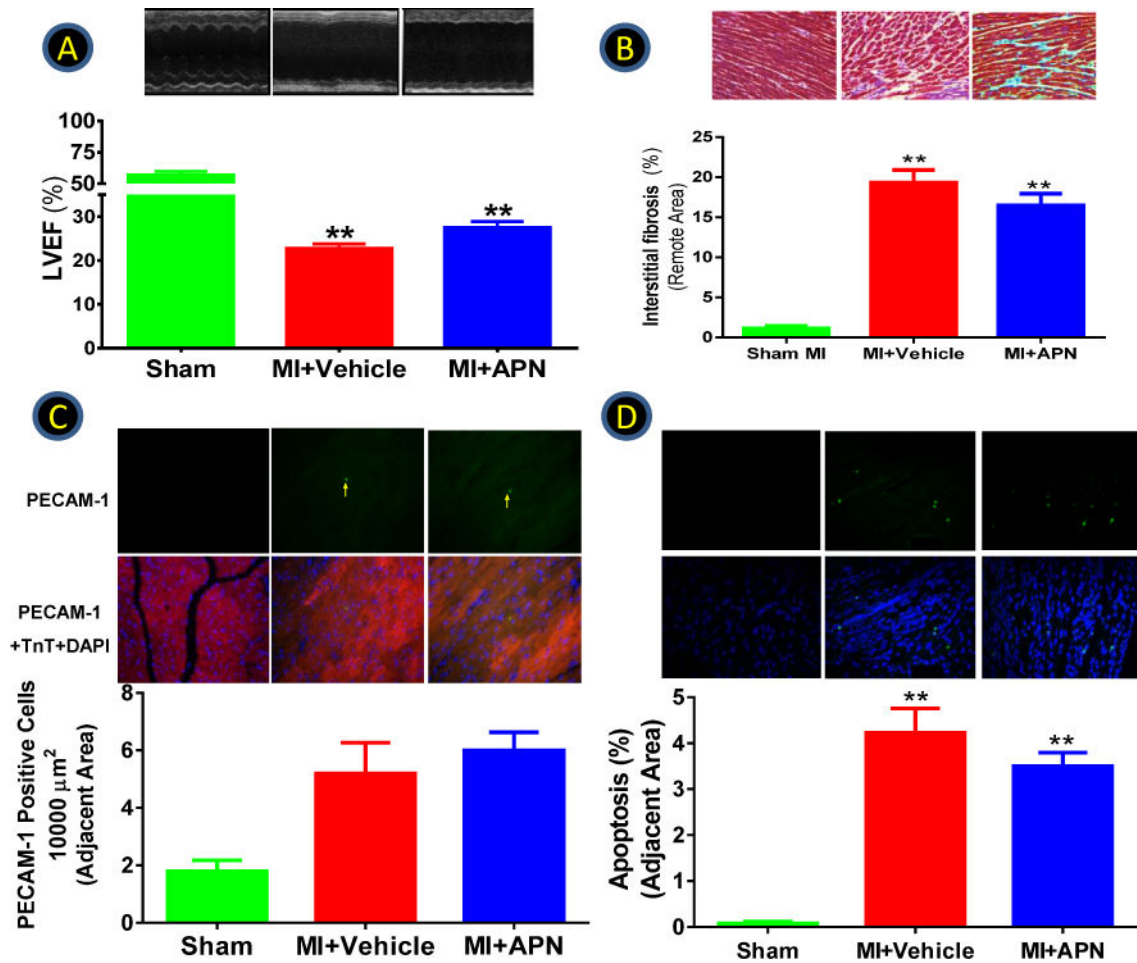 A
LVEF (%)
100
75
50
30
20
10
0
**
**
Sham
MI+Vehicle
MI+APN
B
Interstitial fibrosis (%)
(Remote Area)
25
20
15
10
5
0
**
**
Sham MI
MI+Vehicle
MI+APN
C
PECAM-1
PECAM-1
+TnT+DAPI
PECAM-1 Positive Cells
10000 μm²
(Adjacent Area)
8
6
4
2
0
Sham
MI+Vehicle
MI+APN
D
Apoptosis (%)
(Adjacent Area)
5
4
3
2
1
0
**
**
Sham
MI+Vehicle
MI+APN